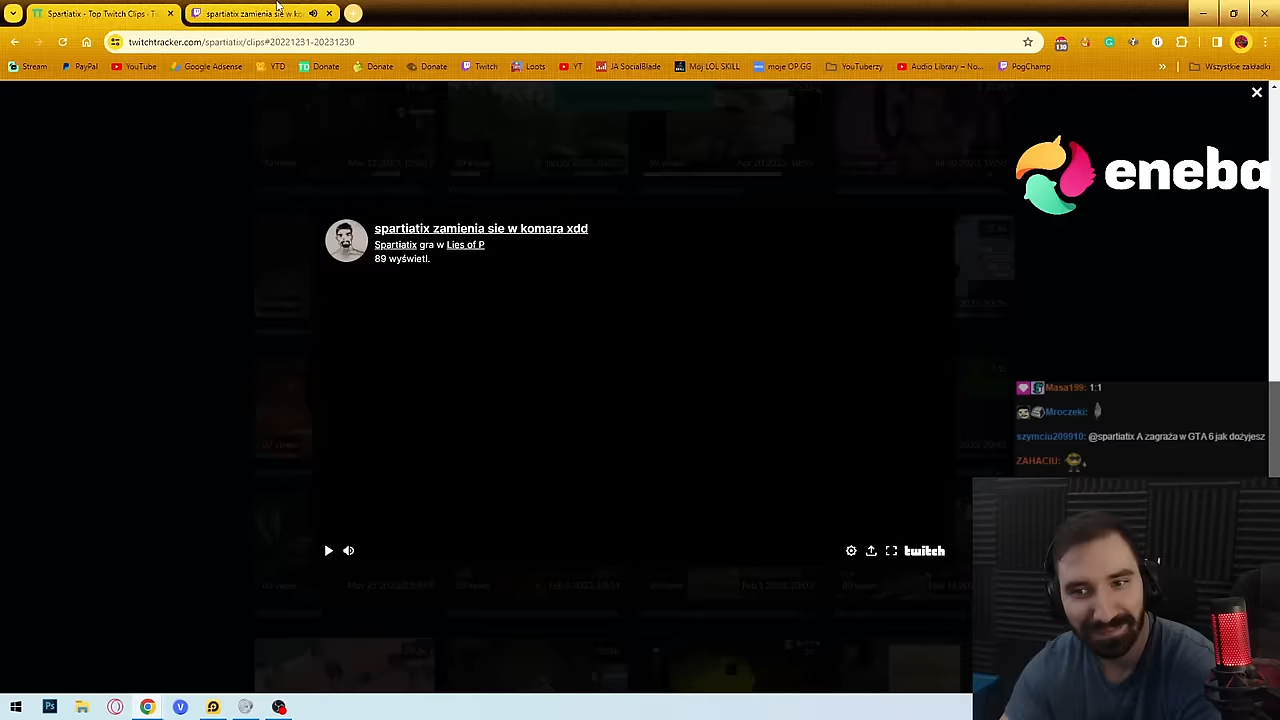 Spartiatix - Top Twitch Clips - T
spartiatix zamienia sie w ko
twitchtracker.com/spartiatix/clips#20221231-20231230
Stream PayPal YouTube Google Adsense YTD Donate Donate Donate Twitch Loots YT JA SocialBlade Mój LOL SKILL moje OP.GG YouTuberzy Audio Library – No... PogChamp » Wszystkie zakładki
eneba
spartiatix zamienia sie w komara xdd
Spartiatix gra w Lies of P
89 wyświetl.
Masa199: 1:1
Mroczeki:
szymciu209910: @spartiatix A zagraża w GTA 6 jak dożyjesz
ZAHACIU:
twitch
Ps